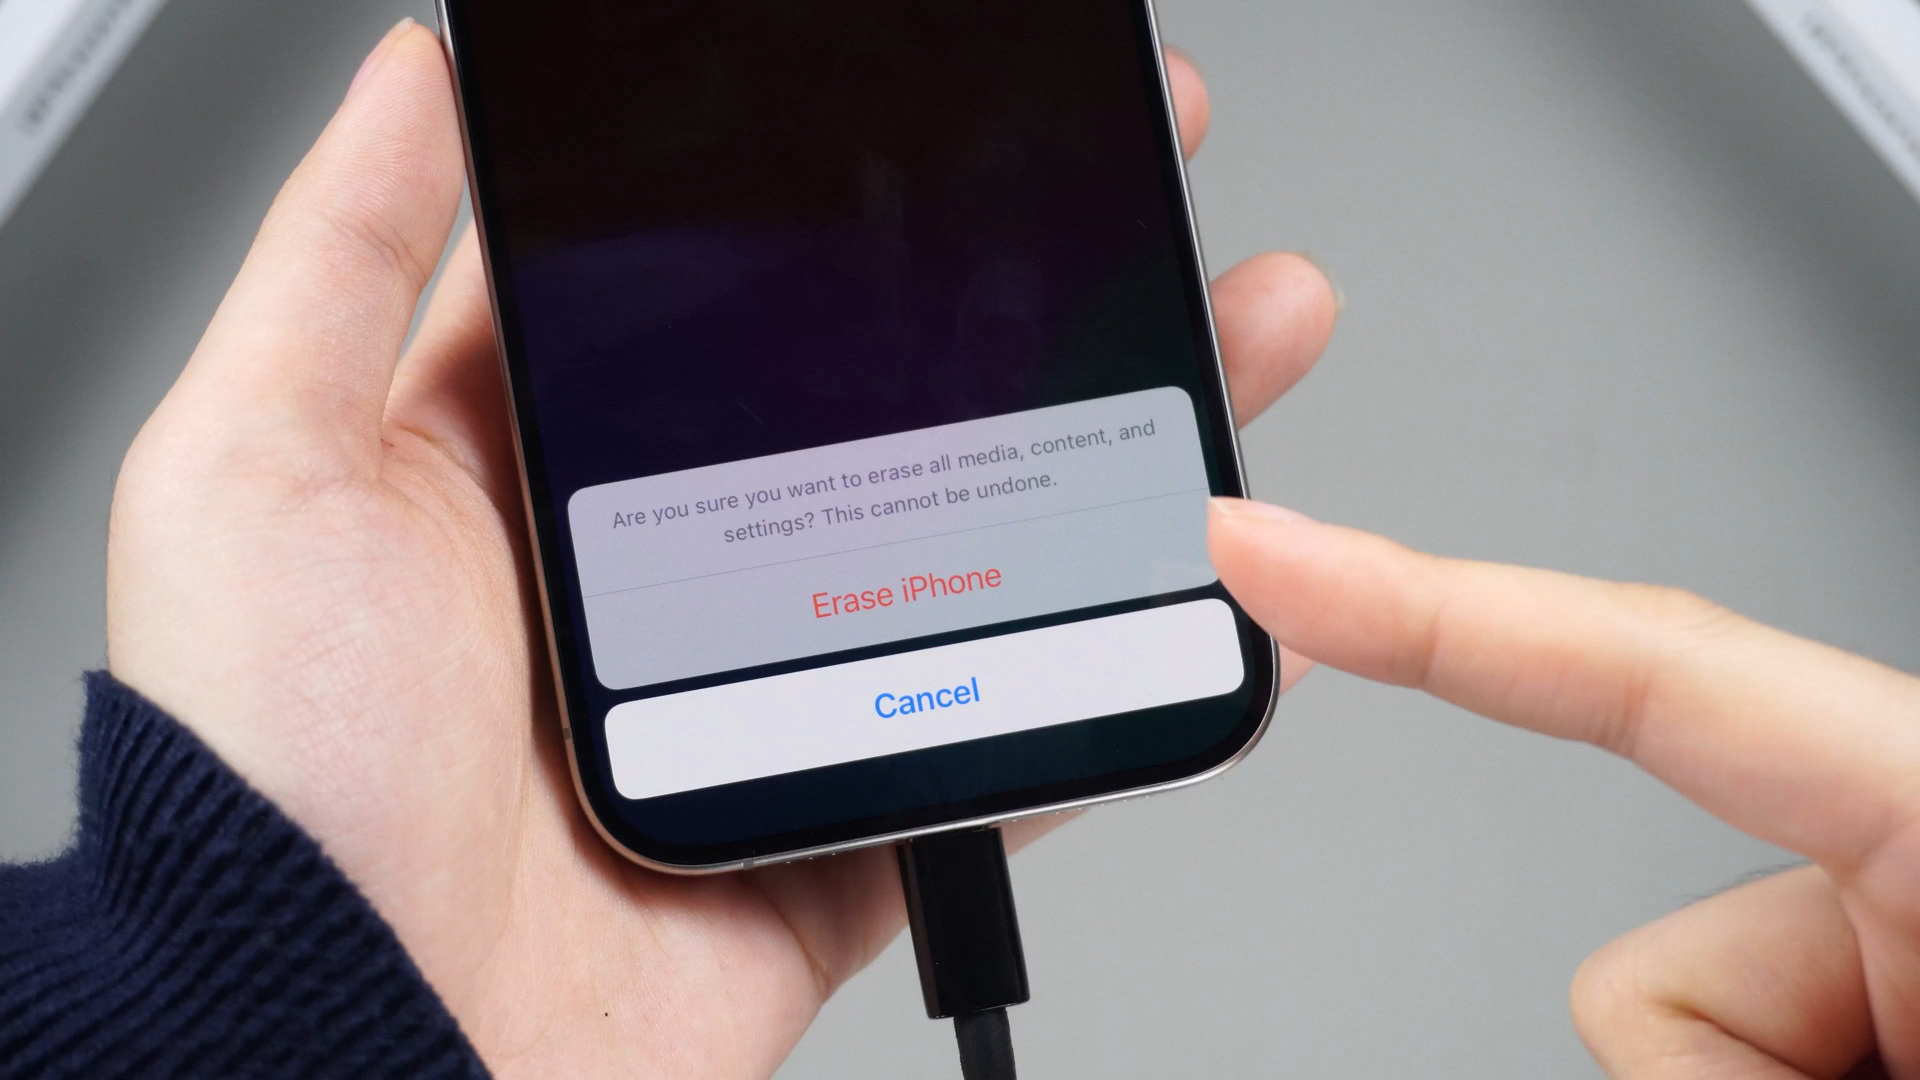 Are you sure you want to erase all media, content, and
settings? This cannot be undone.
Erase iPhone
Cancel